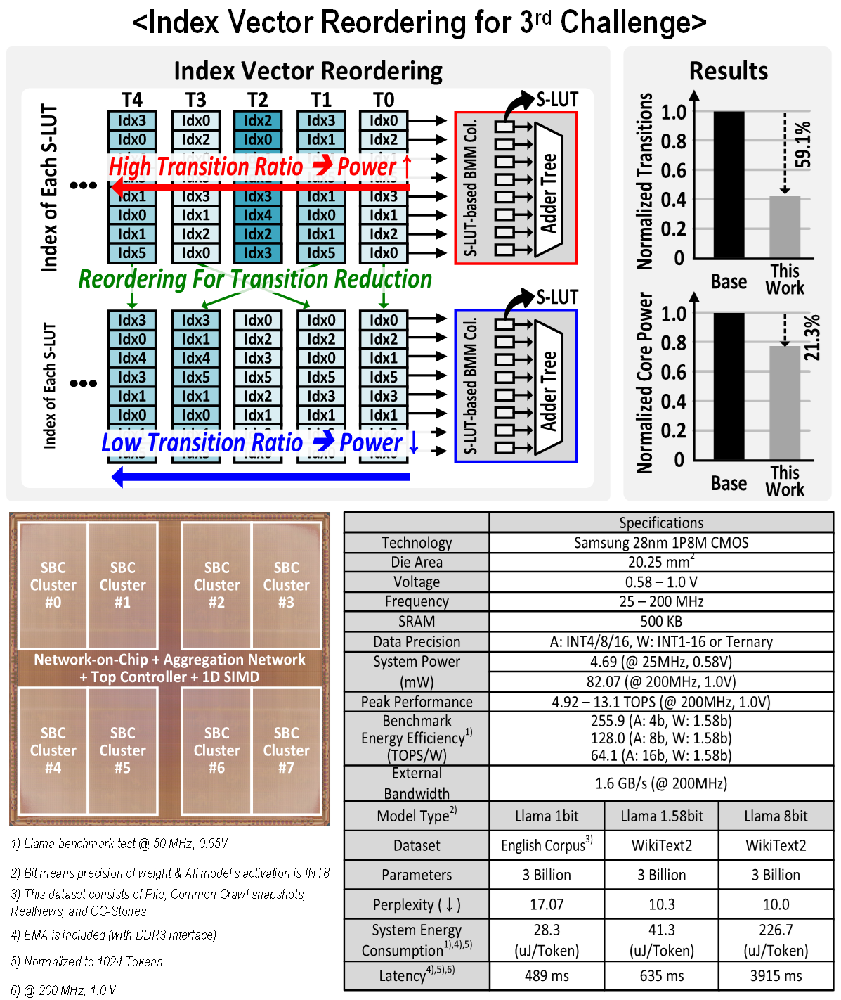 <Index Vector Reordering for 3rd Challenge>
Index Vector Reordering
T4 T3 T2 T1 T0
Index of Each S-LUT
Idx3 Idx0 Idx2 Idx3 Idx0
Idx0 Idx2 Idx0 Idx1 Idx2
High Transition Ratio ➔ Power ↑
Idx1 Idx3 Idx3 Idx1 Idx3
Idx0 Idx1 Idx4 Idx0 Idx1
Idx1 Idx2 Idx2 Idx1 Idx2
Idx5 Idx0 Idx3 Idx5 Idx0
S-LUT
S-LUT-based BMM Col.
Adder Tree
Reordering For Transition Reduction
Index of Each S-LUT
Idx3 Idx3 Idx0 Idx0 Idx0
Idx0 Idx1 Idx2 Idx2 Idx2
Idx4 Idx4 Idx3 Idx0 Idx1
Idx3 Idx5 Idx5 Idx5 Idx5
Idx1 Idx1 Idx2 Idx3 Idx3
Idx0 Idx0 Idx1 Idx1 Idx1
Low Transition Ratio ➔ Power ↓
S-LUT
S-LUT-based BMM Col.
Adder Tree
Results
Normalized Transitions
1.0
0.8
0.6
0.4
0.2
0
59.1%
Base
This Work
Normalized Core Power
1.0
0.8
0.6
0.4
0.2
0
21.3%
Base
This Work
SBC Cluster #0
SBC Cluster #1
SBC Cluster #2
SBC Cluster #3
Network-on-Chip + Aggregation Network
+ Top Controller + 1D SIMD
SBC Cluster #4
SBC Cluster #5
SBC Cluster #6
SBC Cluster #7
1) Llama benchmark test @ 50 MHz, 0.65V
2) Bit means precision of weight & All model's activation is INT8
3) This dataset consists of Pile, Common Crawl snapshots,
RealNews, and CC-Stories
4) EMA is included (with DDR3 interface)
5) Normalized to 1024 Tokens
6) @ 200 MHz, 1.0 V
Specifications
Technology Samsung 28nm 1P8M CMOS
Die Area 20.25 mm2
Voltage 0.58 – 1.0 V
Frequency 25 – 200 MHz
SRAM 500 KB
Data Precision A: INT4/8/16, W: INT1-16 or Ternary
System Power (mW) 4.69 (@ 25MHz, 0.58V)
82.07 (@ 200MHz, 1.0V)
Peak Performance 4.92 – 13.1 TOPS (@ 200MHz, 1.0V)
Benchmark Energy Efficiency1) (TOPS/W) 255.9 (A: 4b, W: 1.58b)
128.0 (A: 8b, W: 1.58b)
64.1 (A: 16b, W: 1.58b)
External Bandwidth 1.6 GB/s (@ 200MHz)
Model Type2) Llama 1bit Llama 1.58bit Llama 8bit
Dataset English Corpus3) WikiText2 WikiText2
Parameters 3 Billion 3 Billion 3 Billion
Perplexity (↓) 17.07 10.3 10.0
System Energy Consumption1),4),5) 28.3 (uJ/Token) 41.3 (uJ/Token) 226.7 (uJ/Token)
Latency4),5),6) 489 ms 635 ms 3915 ms